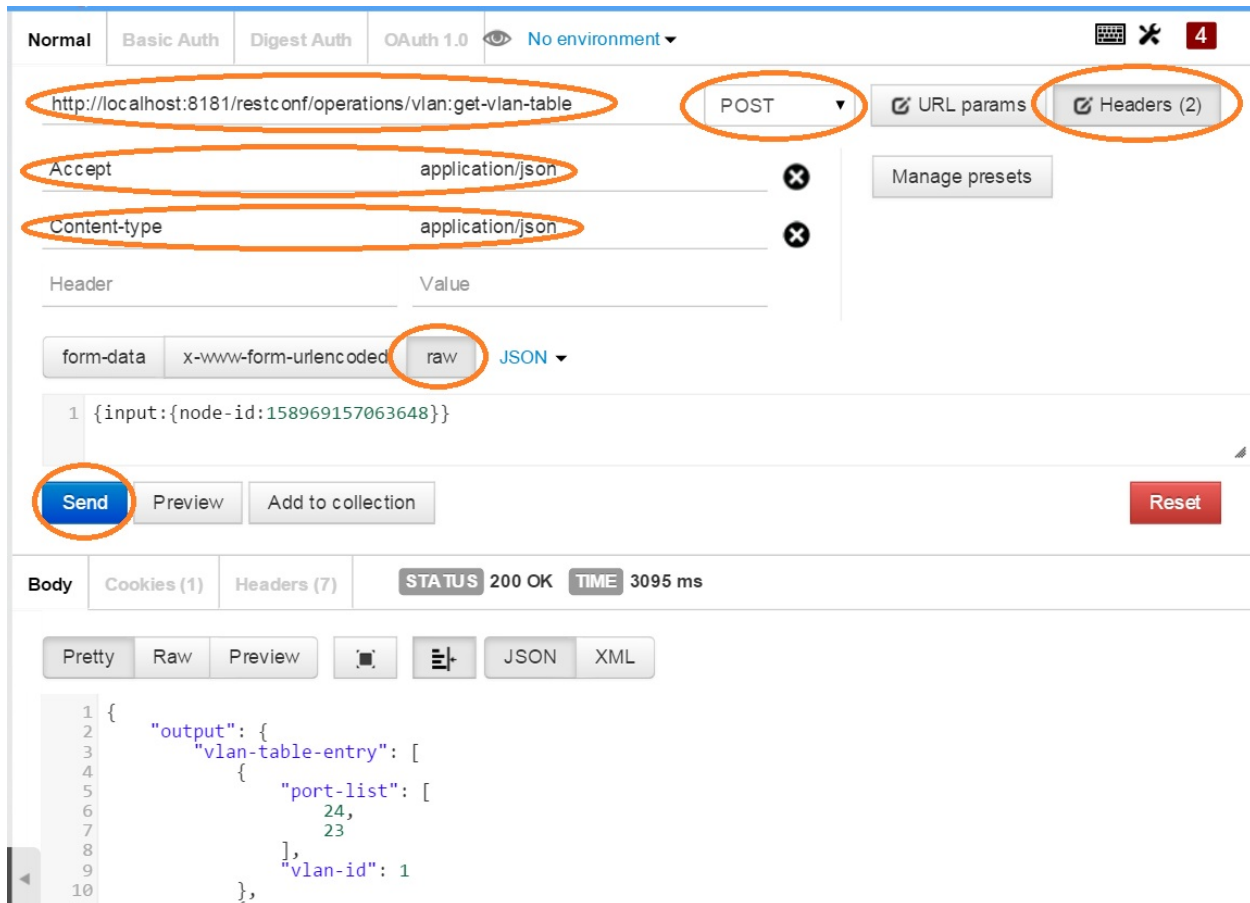 Normal Basic Auth Digest Auth OAuth 1.0 No environment 4
http://localhost:8181/restconf/operations/vlan:get-vlan-table POST URL params Headers (2)
Accept application/json Manage presets
Content-type application/json
Header Value
form-data x-www-form-urlencoded raw JSON
1 {input:{node-id:158969157063648}}
Send Preview Add to collection Reset
Body Cookies (1) Headers (7) STATUS 200 OK TIME 3095 ms
Pretty Raw Preview JSON XML
1 {
2 "output": {
3 "vlan-table-entry": [
4 {
5 "port-list": [
6 24,
7 23
8 ],
9 "vlan-id": 1
10 },